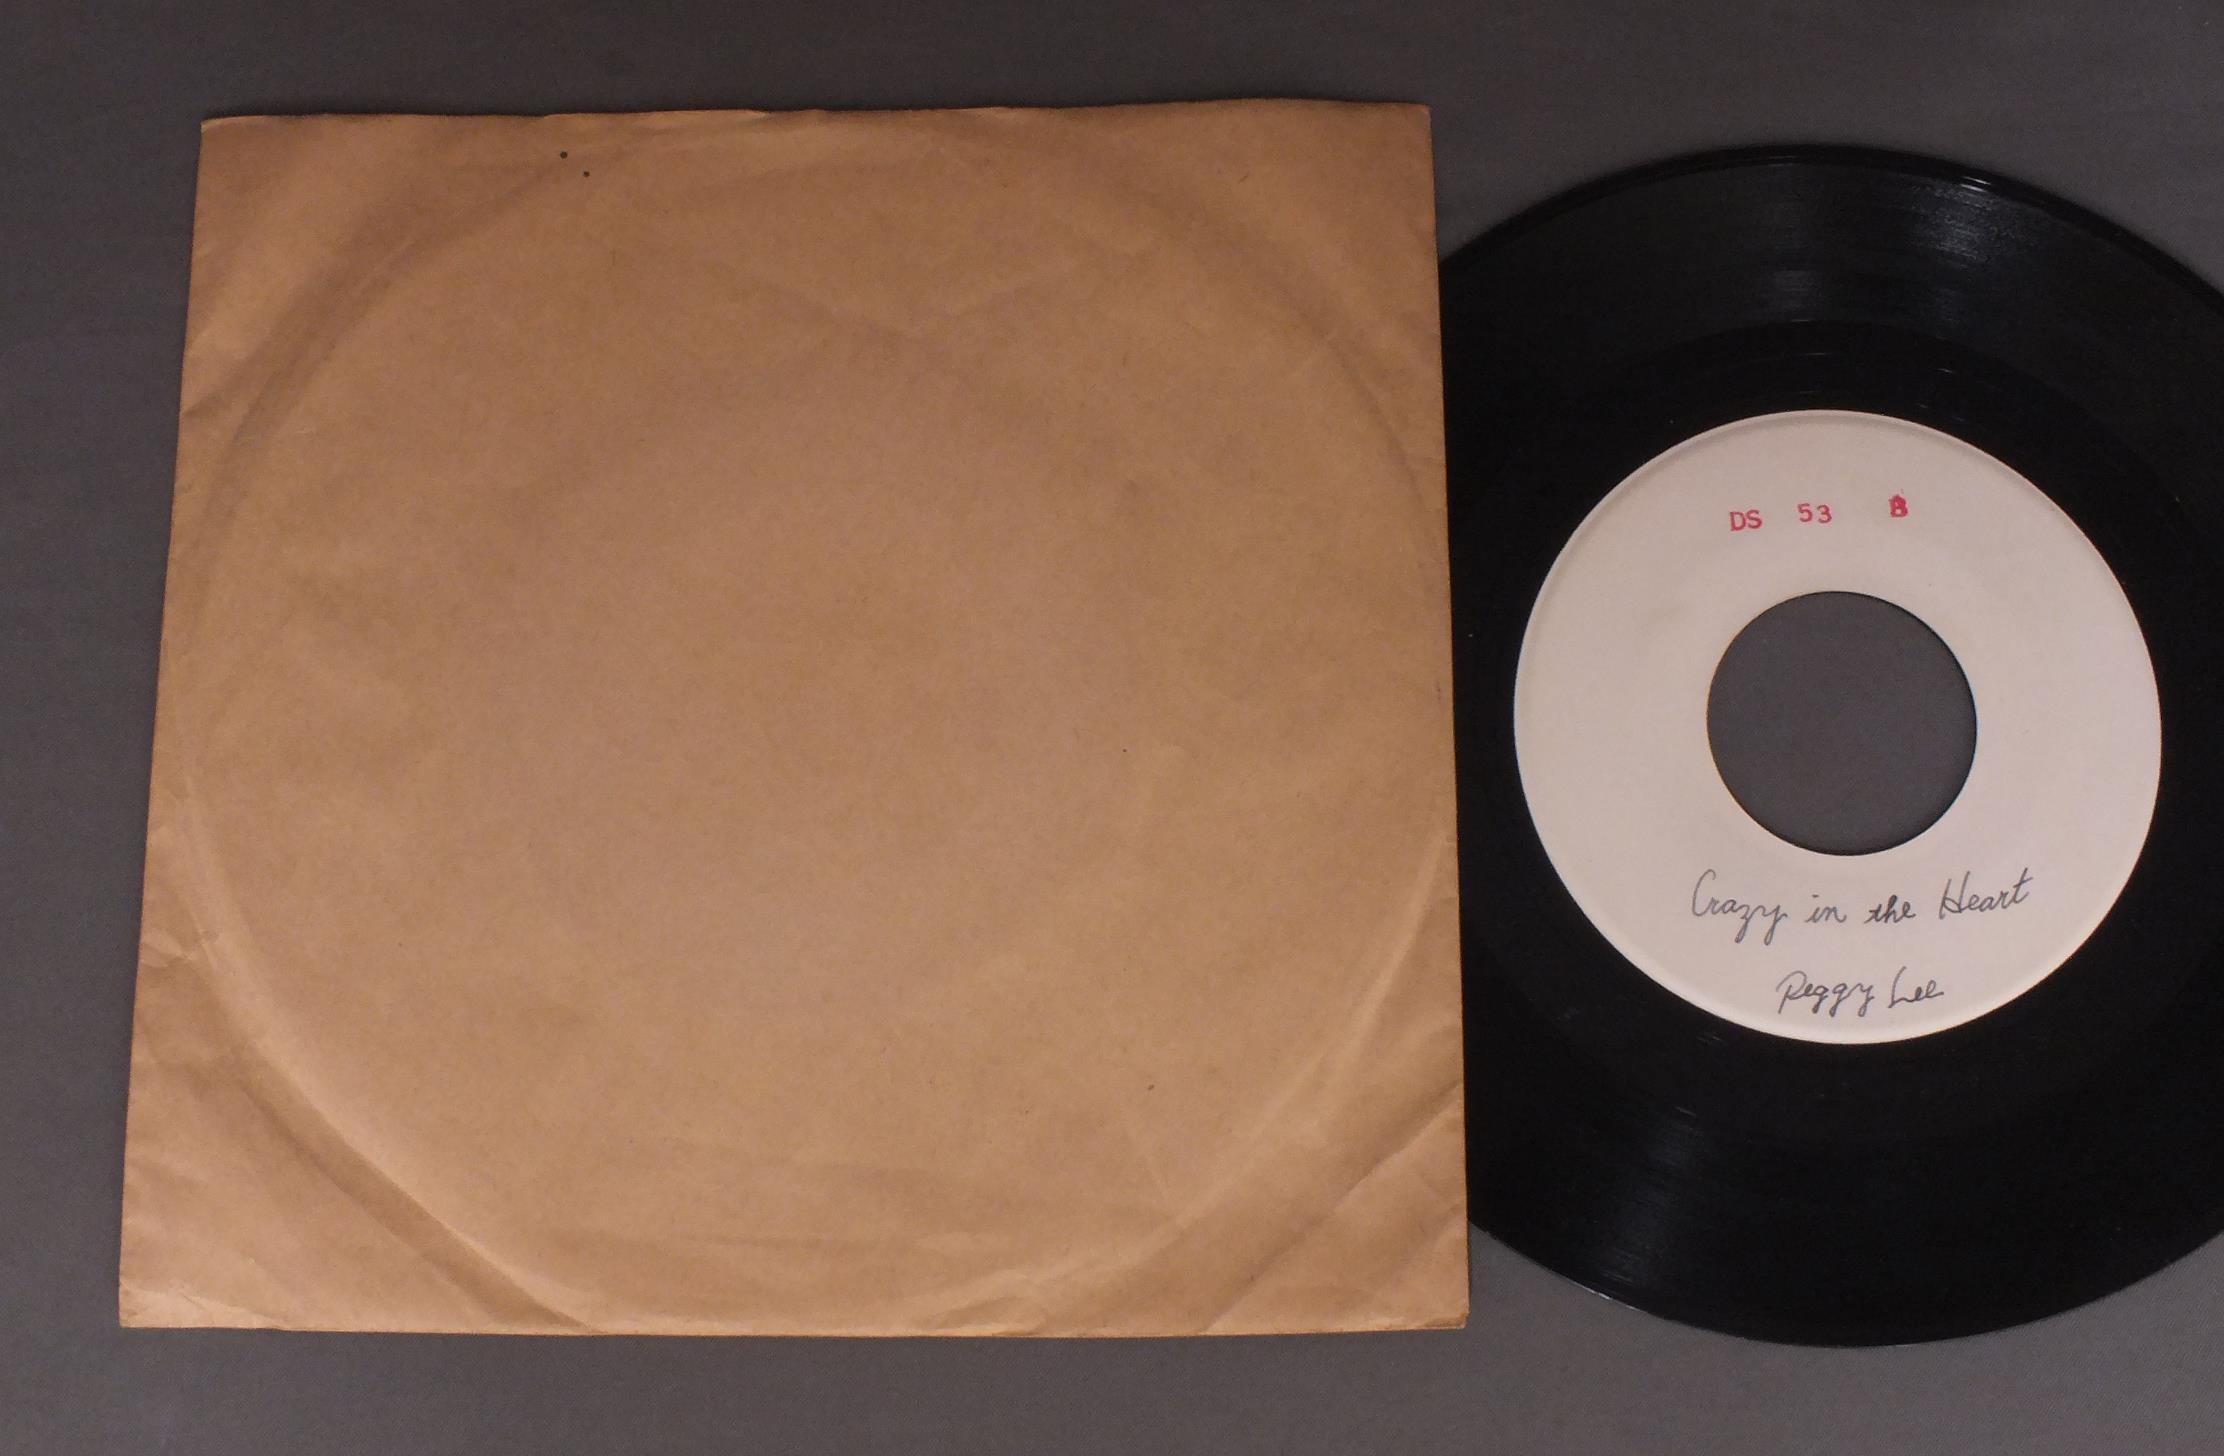 DS 53 B
Crazy in the Heart
Peggy Lee